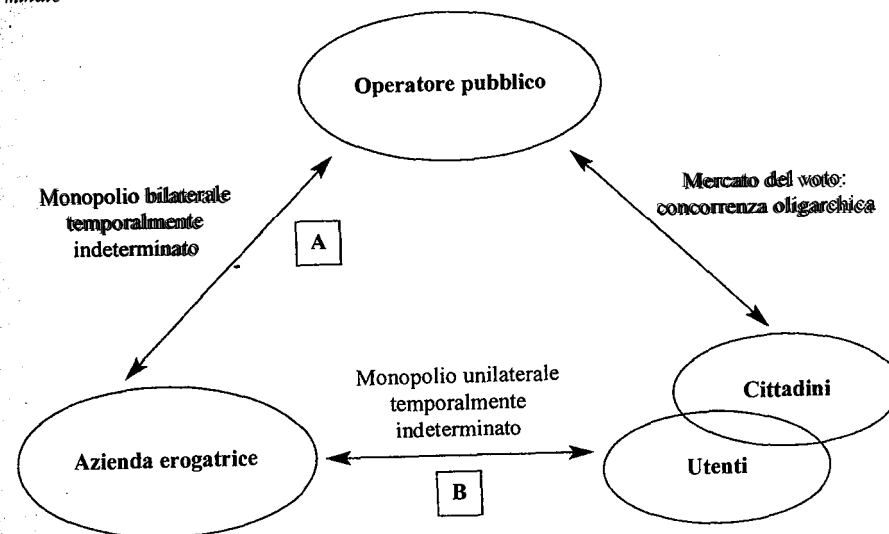 Operatore pubblico
Monopolio bilaterale
temporalmente
indeterminato
A
Mercato del voto:
concorrenza oligarchica
Monopolio unilaterale
temporalmente
indeterminato
B
Azienda erogatrice
Cittadini
Utenti